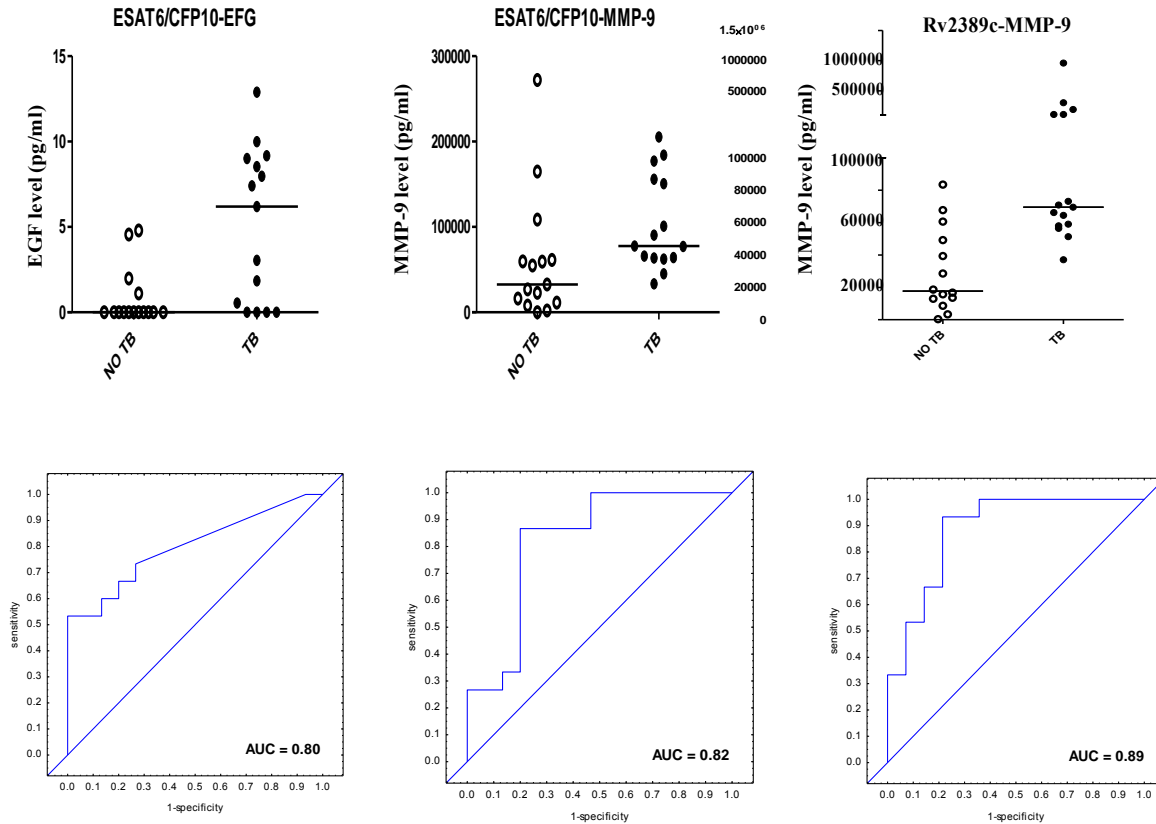 ESAT6/CFP10-EFG
EGF level (pg/ml)
15
10
5
0
NO TB
TB
ESAT6/CFP10-MMP-9
MMP-9 level (pg/ml)
300000
200000
100000
0
NO TB
TB
1.5x10⁰⁶
1000000
500000
100000
80000
60000
40000
20000
0
Rv2389c-MMP-9
MMP-9 level (pg/ml)
1000000
500000
100000
60000
20000
NO TB
TB
sensitivity
1.0
0.9
0.8
0.7
0.6
0.5
0.4
0.3
0.2
0.1
0.0
AUC = 0.80
0.0 0.1 0.2 0.3 0.4 0.5 0.6 0.7 0.8 0.9 1.0
1-specificity
sensitivity
1.0
0.9
0.8
0.7
0.6
0.5
0.4
0.3
0.2
0.1
0.0
AUC = 0.82
0.0 0.1 0.2 0.3 0.4 0.5 0.6 0.7 0.8 0.9 1.0
1-specificity
sensitivity
1.0
0.9
0.8
0.7
0.6
0.5
0.4
0.3
0.2
0.1
0.0
AUC = 0.89
0.0 0.1 0.2 0.3 0.4 0.5 0.6 0.7 0.8 0.9 1.0
1-specificity